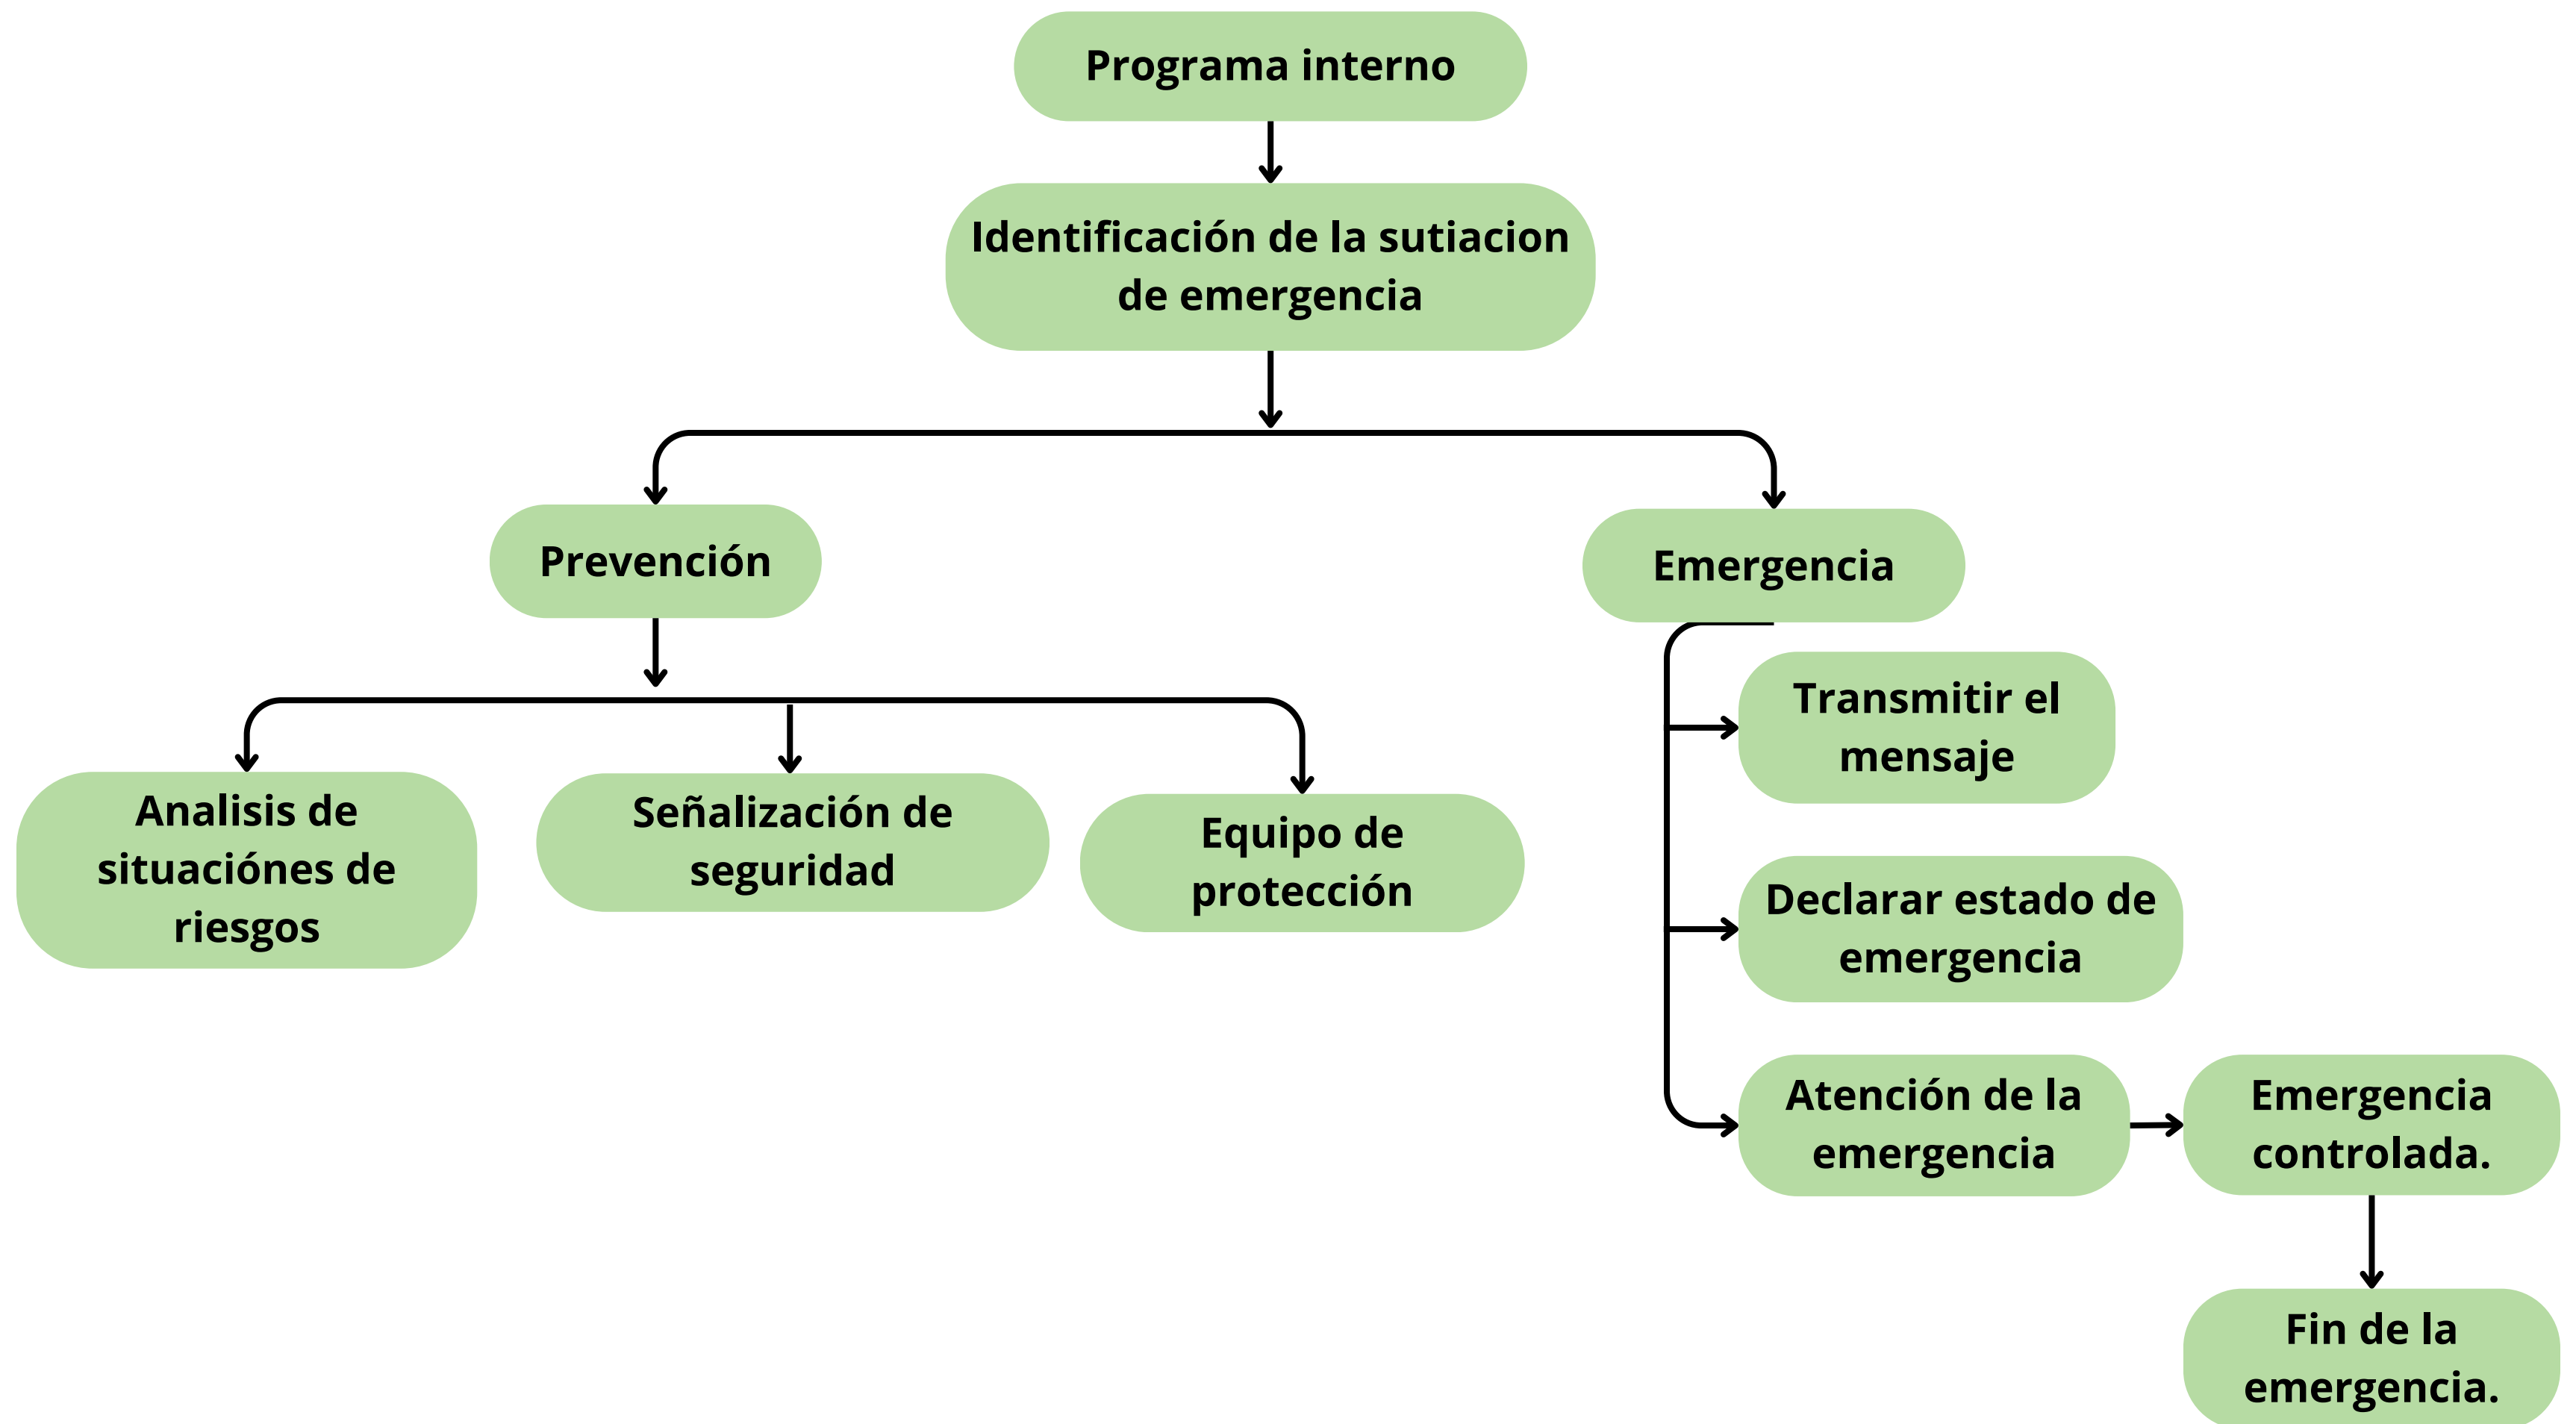 Programa interno
Identificación de la sutiacion
de emergencia
Prevención
Emergencia
Analisis de
situaciónes de
riesgos
Señalización de
seguridad
Equipo de
protección
Transmitir el
mensaje
Declarar estado de
emergencia
Atención de la
emergencia
Emergencia
controlada.
Fin de la
emergencia.